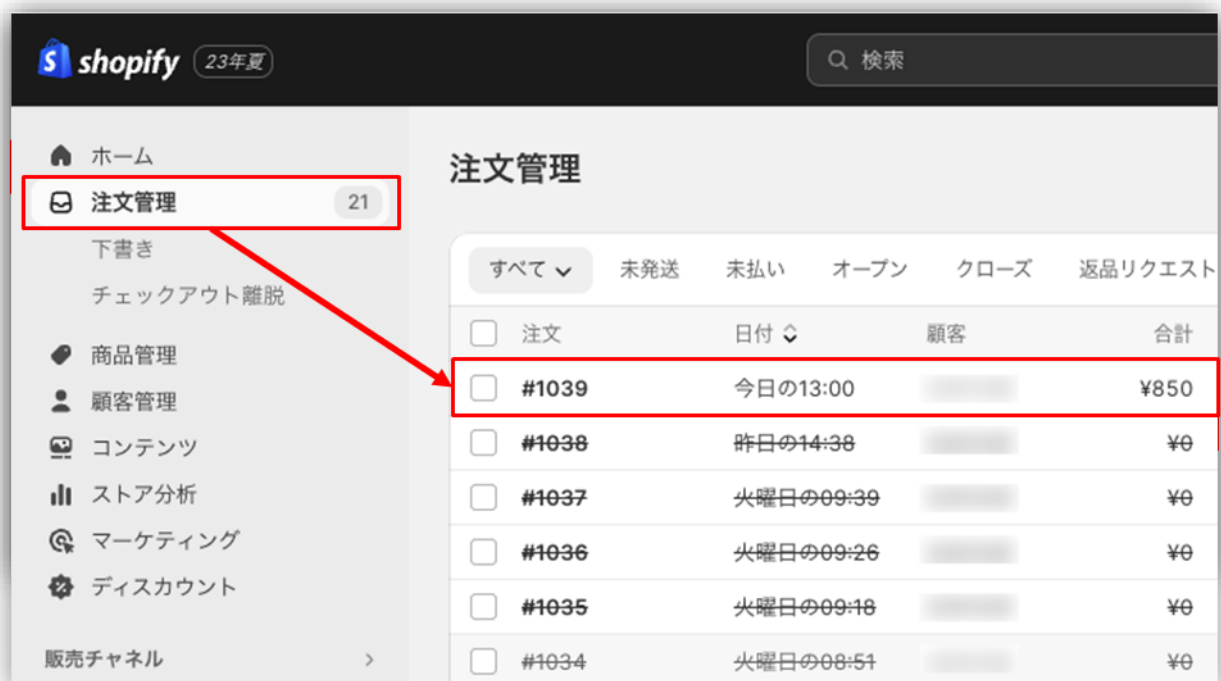 shopify 23年夏 検索
ホーム
注文管理 21
下書き
チェックアウト離脱
商品管理
顧客管理
コンテンツ
ストア分析
マーケティング
ディスカウント
販売チャネル
注文管理
すべて 未発送 未払い オープン クローズ 返品リクエスト
注文 日付 顧客 合計
#1039 今日の13:00 ¥850
#1038 昨日の14:38 ¥0
#1037 火曜日の09:39 ¥0
#1036 火曜日の09:26 ¥0
#1035 火曜日の09:18 ¥0
#1034 火曜日の08:51 ¥0